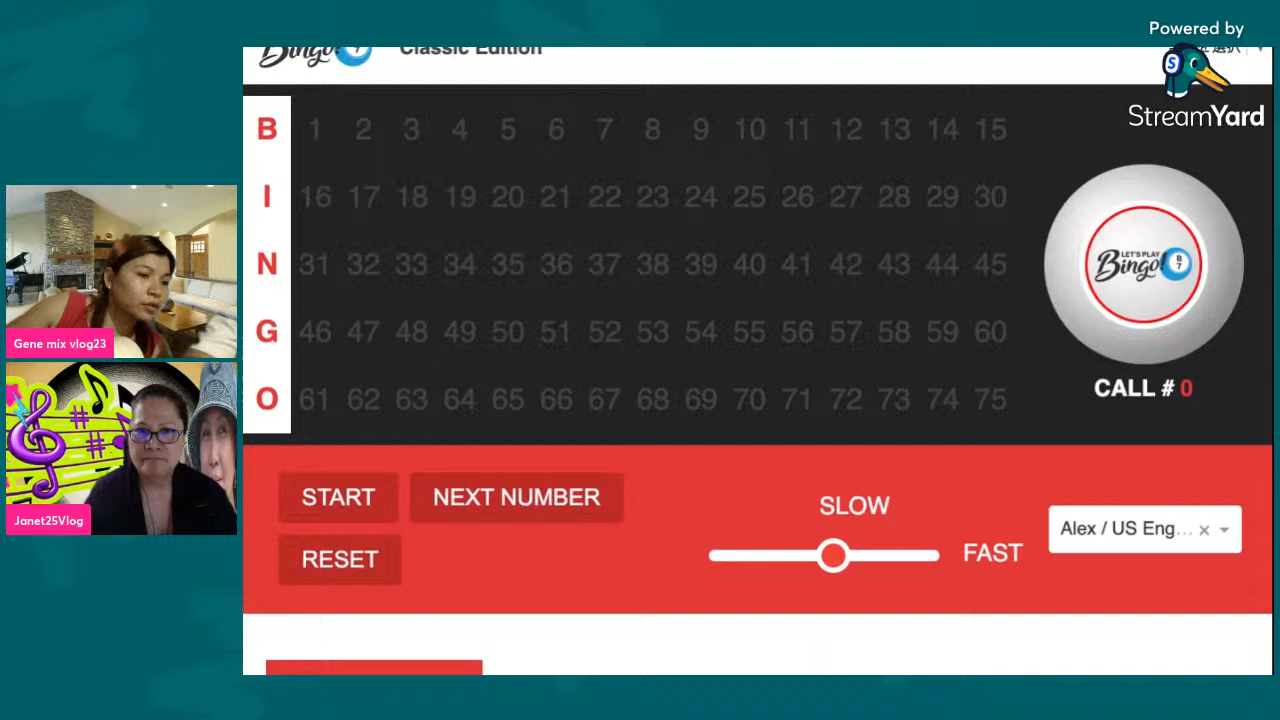 Powered by
StreamYard
Bingo!
Classic Edition
選択
B 1 2 3 4 5 6 7 8 9 10 11 12 13 14 15
I 16 17 18 19 20 21 22 23 24 25 26 27 28 29 30
N 31 32 33 34 35 36 37 38 39 40 41 42 43 44 45
G 46 47 48 49 50 51 52 53 54 55 56 57 58 59 60
O 61 62 63 64 65 66 67 68 69 70 71 72 73 74 75
LET'S PLAY
Bingo!
B
7
CALL # 0
Gene mix vlog23
Janet25Vlog
START
NEXT NUMBER
RESET
SLOW
FAST
Alex / US Eng...